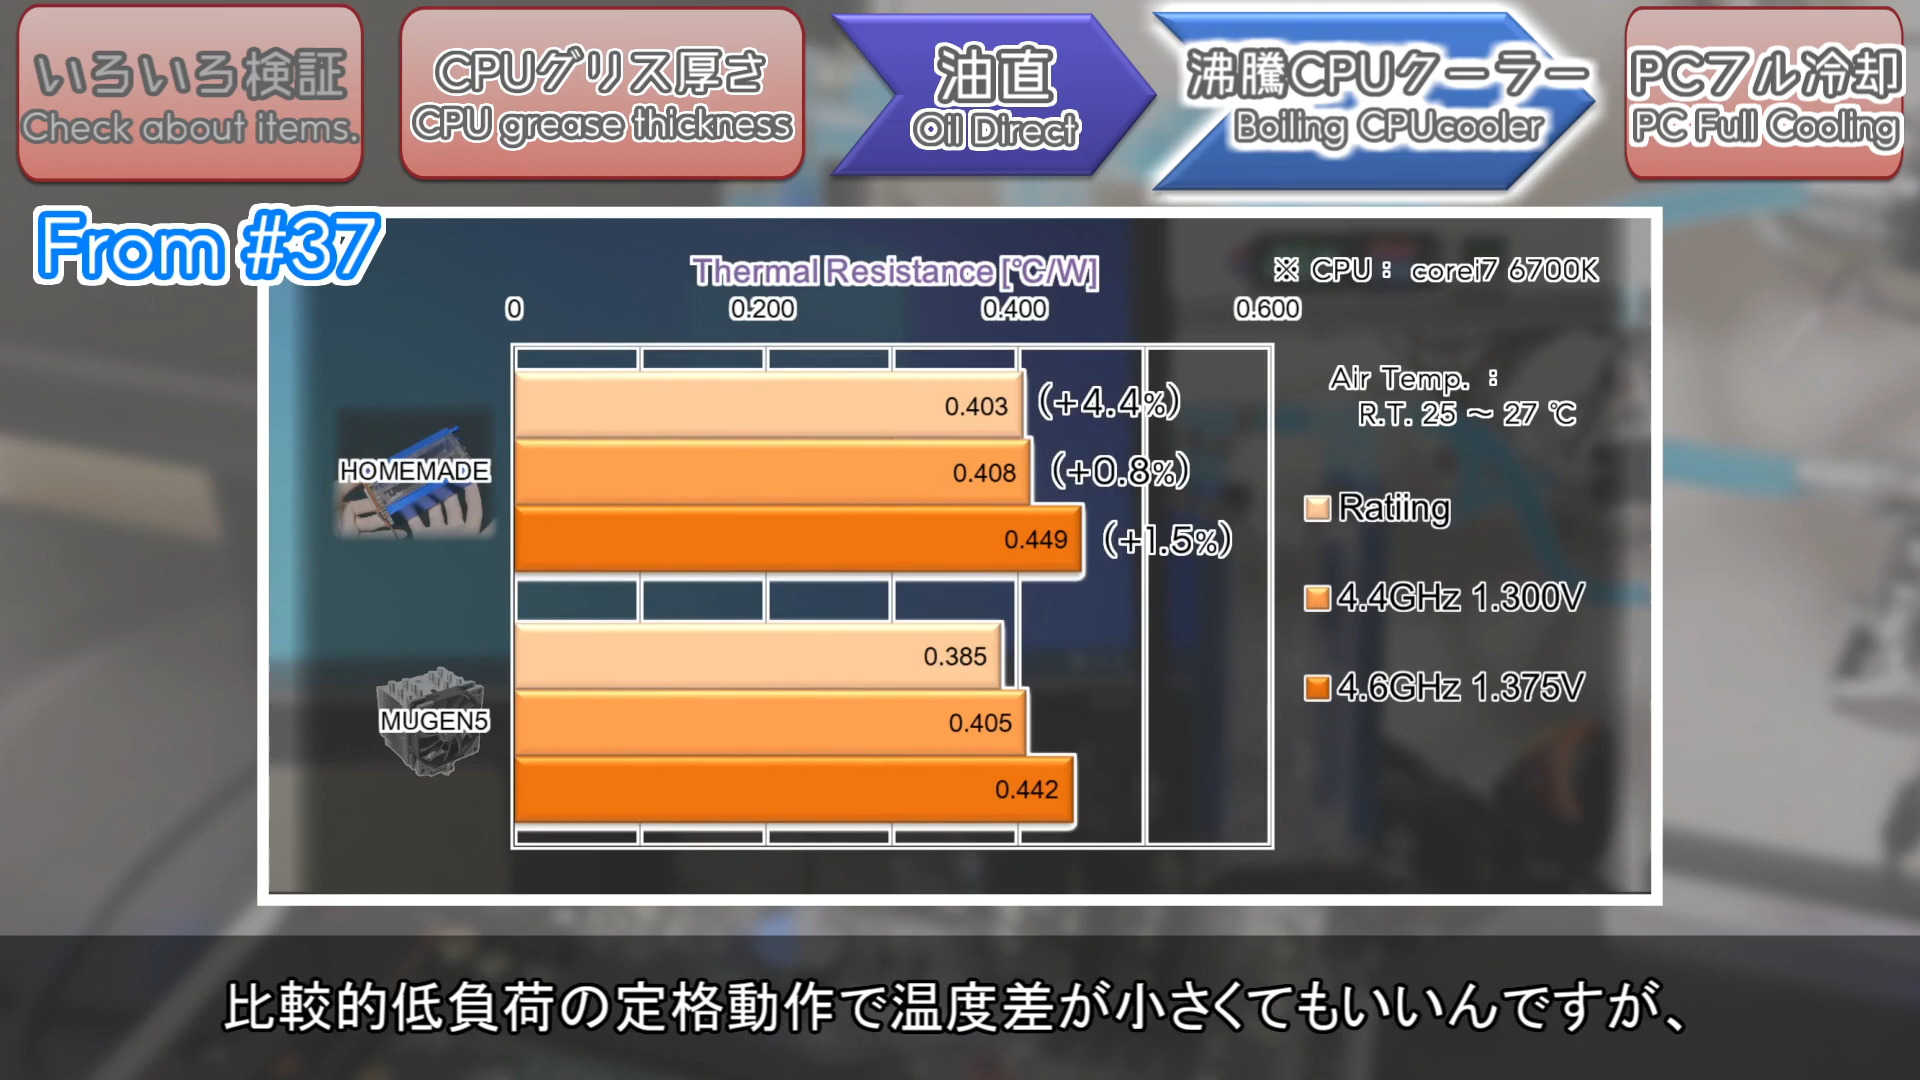 いろいろ検証
Check about items.
CPUグリス厚さ
CPU grease thickness
油直
Oil Direct
沸騰CPUクーラー
Boiling CPUcooler
PCフル冷却
PC Full Cooling
From #37
Thermal Resistance [℃/W]
※ CPU： corei7 6700K
0 0.200 0.400 0.600
Air Temp. ：
R.T. 25 ～ 27 ℃
HOMEMADE
0.403 (+4.4%)
0.408 (+0.8%)
0.449 (+1.5%)
MUGEN5
0.385
0.405
0.442
Ratiing
4.4GHz 1.300V
4.6GHz 1.375V
比較的低負荷の定格動作で温度差が小さくてもいいんですが、